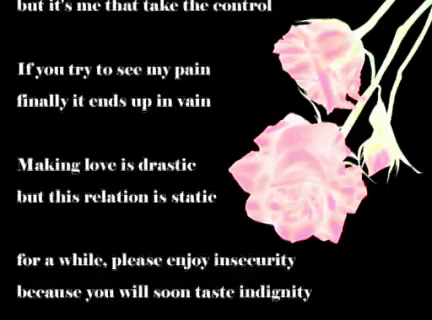 but it's me that take the control
If you try to see my pain
finally it ends up in vain
Making love is drastic
but this relation is static
for a while, please enjoy insecurity
because you will soon taste indignity